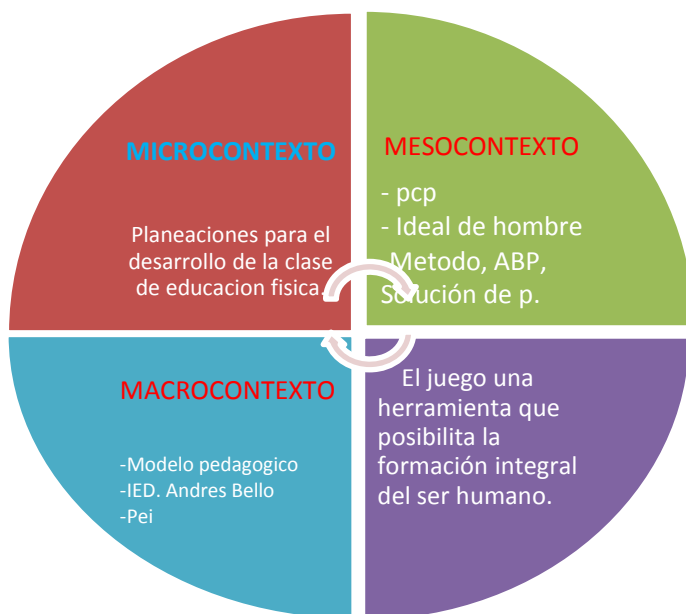 MICROCONTEXTO
Planeaciones para el
desarrollo de la clase
de educacion fisica.
MESOCONTEXTO
- pcp
- Ideal de hombre
-Metodo, ABP,
Solución de p.
MACROCONTEXTO
-Modelo pedagogico
-IED. Andres Bello
-Pei
El juego una
herramienta que
posibilita la
formación integral
del ser humano.